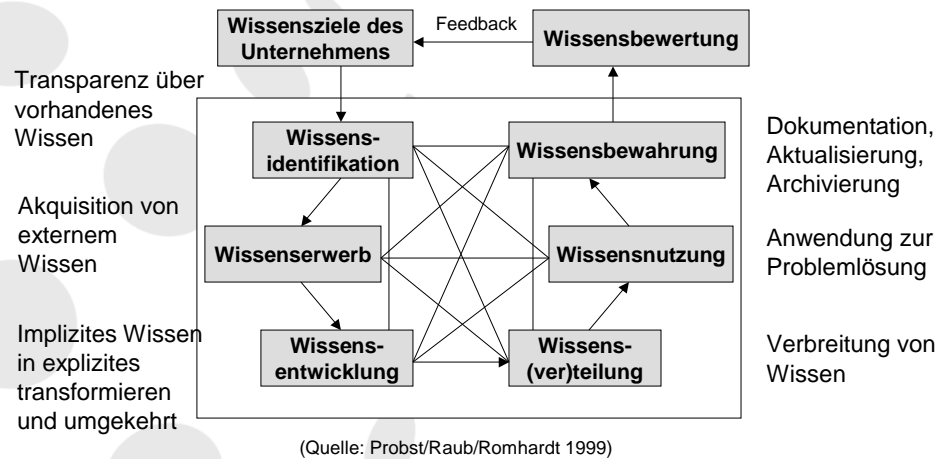 Wissensziele des
Unternehmens
Feedback
Wissensbewertung
Transparenz über
vorhandenes
Wissen
Wissens-
identifikation
Wissensbewahrung
Dokumentation,
Aktualisierung,
Archivierung
Akquisition von
externem
Wissen
Wissenserwerb
Wissensnutzung
Anwendung zur
Problemlösung
Implizites Wissen
in explizites
transformieren
und umgekehrt
Wissens-
entwicklung
Wissens-
(ver)teilung
Verbreitung von
Wissen
(Quelle: Probst/Raub/Romhardt 1999)